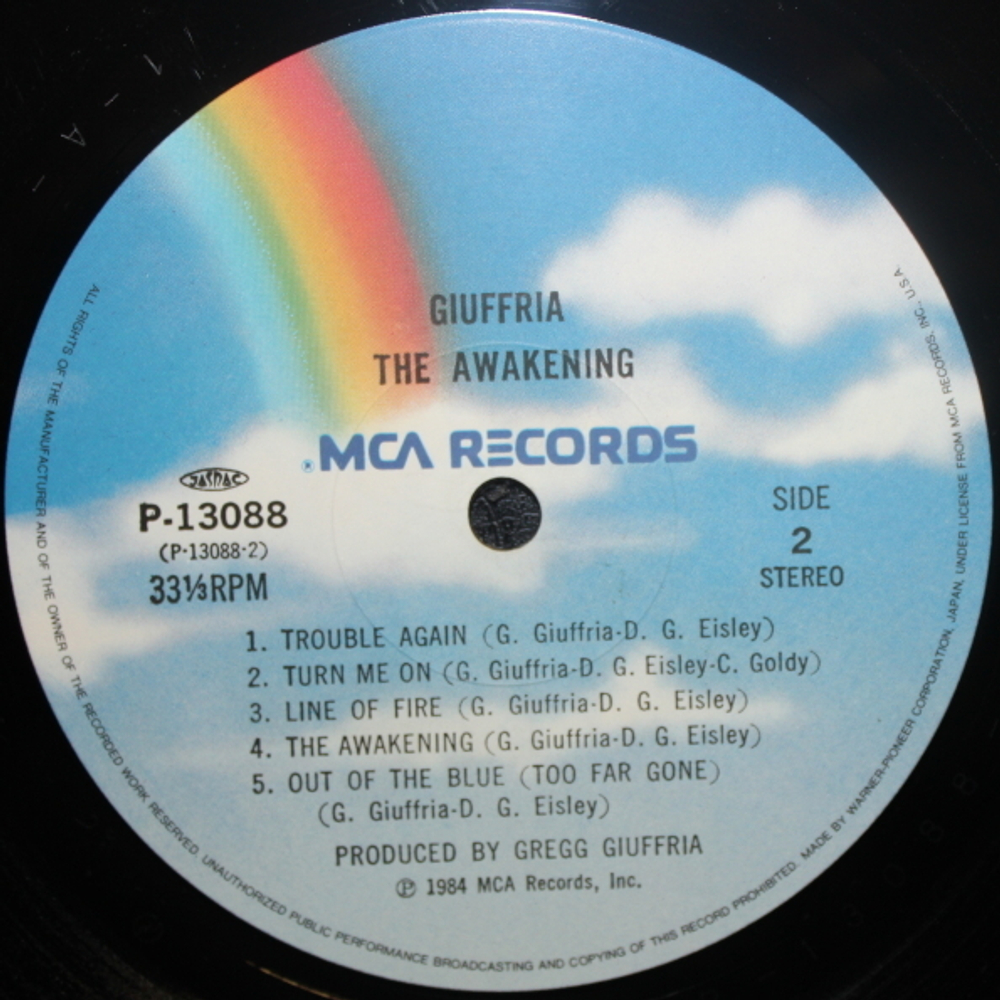 GIUFFRIA
THE AWAKENING
®MCA RECORDS
JASRAC
P-13088
(P-13088-2)
33⅓RPM
SIDE
2
STEREO
1. TROUBLE AGAIN (G. Giuffria-D. G. Eisley)
2. TURN ME ON (G. Giuffria-D. G. Eisley-C. Goldy)
3. LINE OF FIRE (G. Giuffria-D. G. Eisley)
4. THE AWAKENING (G. Giuffria-D. G. Eisley)
5. OUT OF THE BLUE (TOO FAR GONE)
(G. Giuffria-D. G. Eisley)
PRODUCED BY GREGG GIUFFRIA
℗ 1984 MCA Records, Inc.
ALL RIGHTS OF THE MANUFACTURER AND OF THE OWNER OF THE RECORDED WORK RESERVED. UNAUTHORIZED PUBLIC PERFORMANCE BROADCASTING AND COPYING OF THIS RECORD PROHIBITED. MADE BY WARNER-PIONEER CORPORATION, JAPAN, UNDER LICENSE FROM MCA RECORDS, INC., U.S.A.